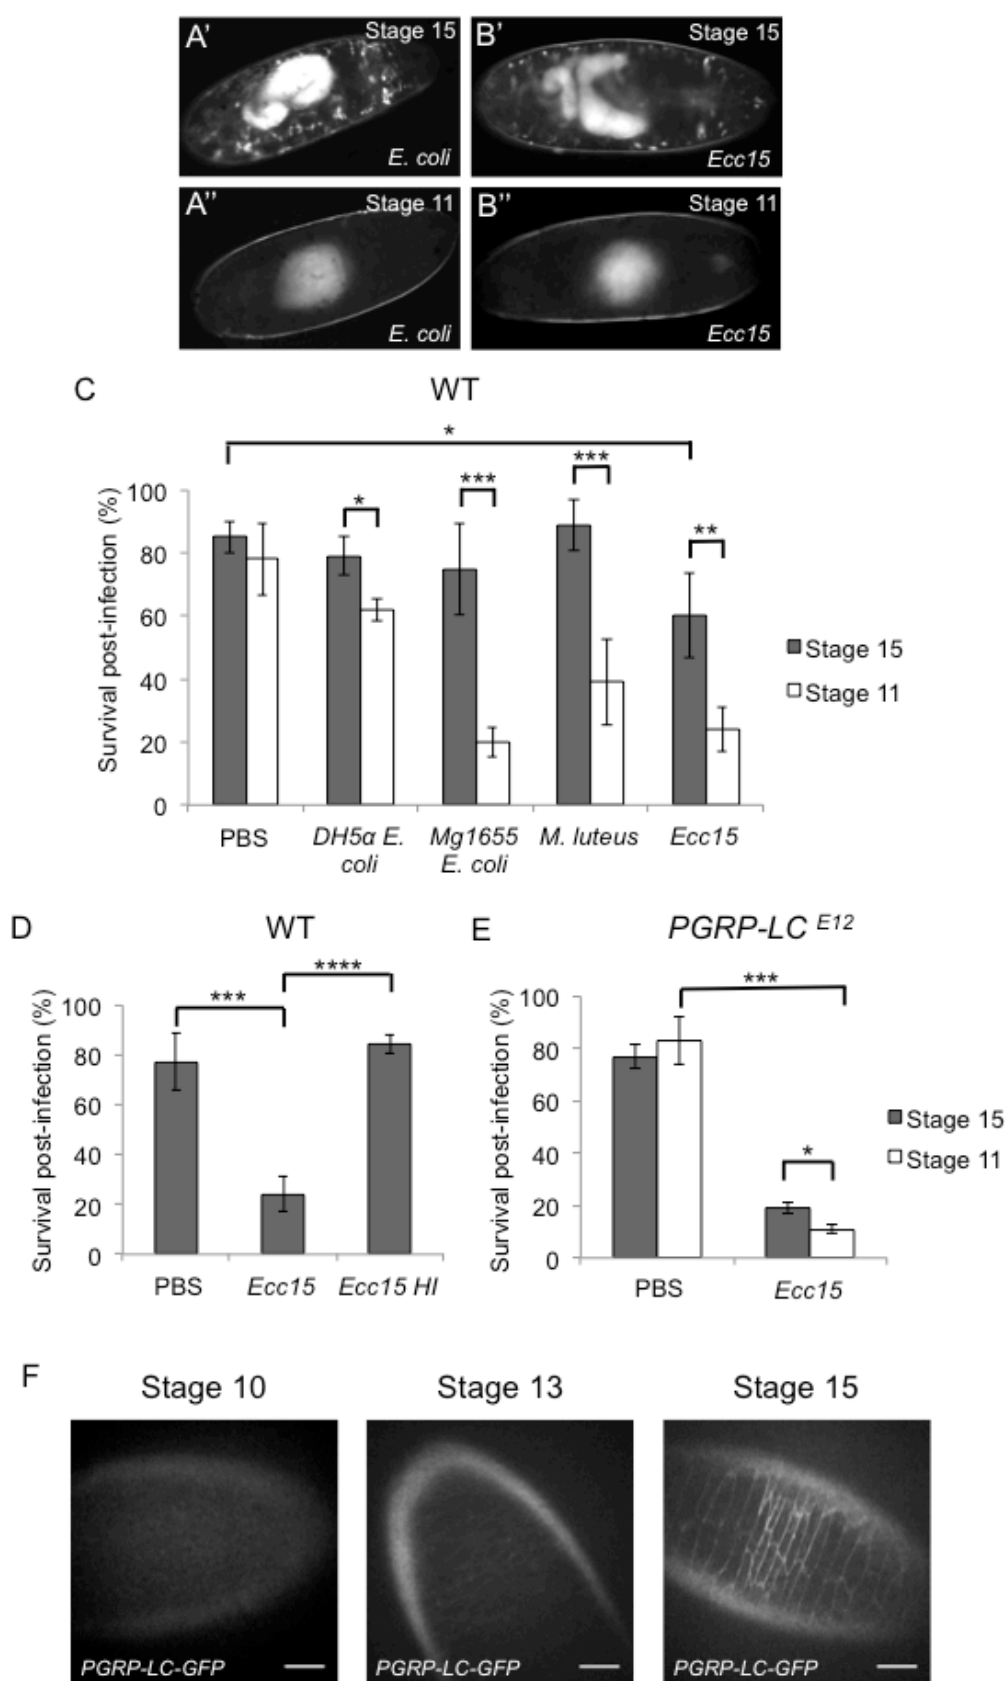 A'
Stage 15
E. coli
B'
Stage 15
Ecc15
A''
Stage 11
E. coli
B''
Stage 11
Ecc15
C
WT
*
*
***
***
**
Survival post-infection (%)
100
80
60
40
20
0
PBS
DH5α E.
coli
Mg1655
E. coli
M. luteus
Ecc15
Stage 15
Stage 11
D
WT
***
****
Survival post-infection (%)
100
80
60
40
20
0
PBS
Ecc15
Ecc15 HI
E
PGRP-LC E12
***
*
Survival post-infection (%)
100
80
60
40
20
0
PBS
Ecc15
Stage 15
Stage 11
F
Stage 10
Stage 13
Stage 15
PGRP-LC-GFP
PGRP-LC-GFP
PGRP-LC-GFP